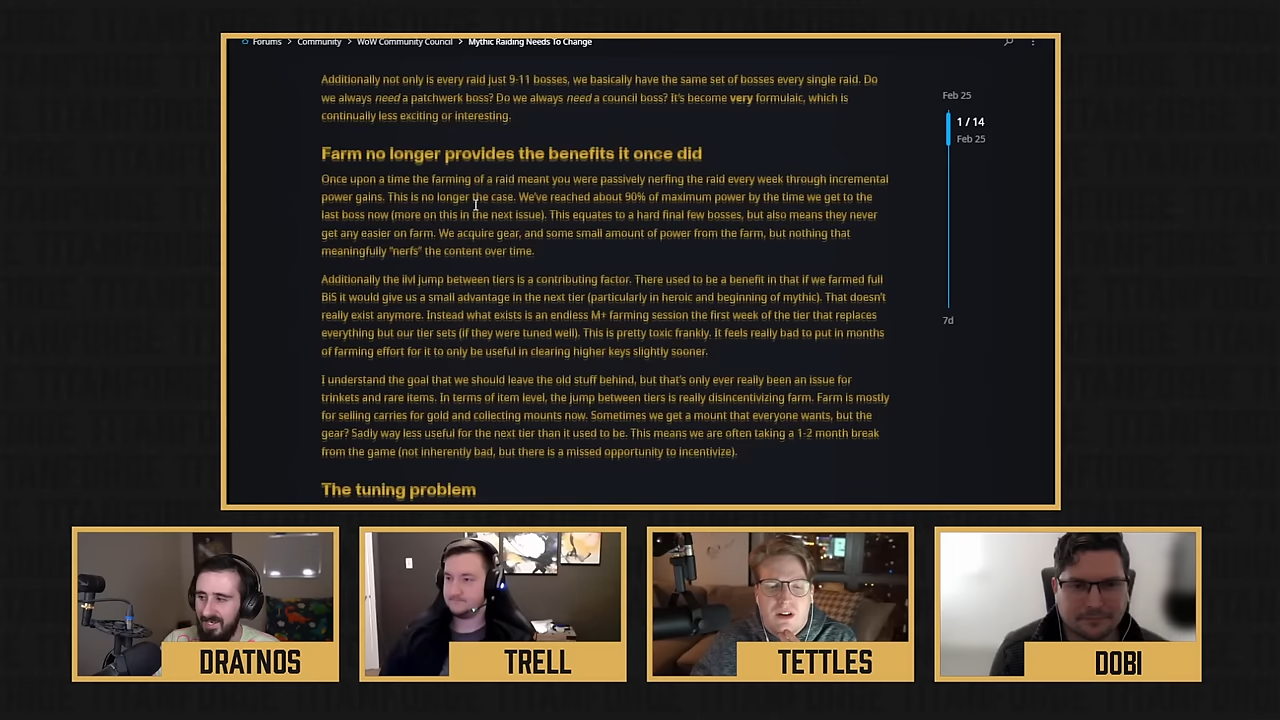 Forums > Community > WoW Community Council > Mythic Raiding Needs To Change
Additionally not only is every raid just 9-11 bosses, we basically have the same set of bosses every single raid. Do
we always need a patchwerk boss? Do we always need a council boss? It's become very formulaic, which is
continually less exciting or interesting.
Farm no longer provides the benefits it once did
Once upon a time the farming of a raid meant you were passively nerfing the raid every week through incremental
power gains. This is no longer the case. We've reached about 90% of maximum power by the time we get to the
last boss now (more on this in the next issue). This equates to a hard final few bosses, but also means they never
get any easier on farm. We acquire gear, and some small amount of power from the farm, but nothing that
meaningfully "nerfs" the content over time.
Additionally the ilvl jump between tiers is a contributing factor. There used to be a benefit in that if we farmed full
BiS it would give us a small advantage in the next tier (particularly in heroic and beginning of mythic). That doesn't
really exist anymore. Instead what exists is an endless M+ farming session the first week of the tier that replaces
everything but our tier sets (if they were tuned well). This is pretty toxic frankly. It feels really bad to put in months
of farming effort for it to only be useful in clearing higher keys slightly sooner.
I understand the goal that we should leave the old stuff behind, but that's only ever really been an issue for
trinkets and rare items. In terms of item level, the jump between tiers is really disincentivizing farm. Farm is mostly
for selling carries for gold and collecting mounts now. Sometimes we get a mount that everyone wants, but the
gear? Sadly way less useful for the next tier than it used to be. This means we are often taking a 1-2 month break
from the game (not inherently bad, but there is a missed opportunity to incentivize).
The tuning problem
Feb 25
1 / 14
Feb 25
7d
DRATNOS
TRELL
TETTLES
DOBI